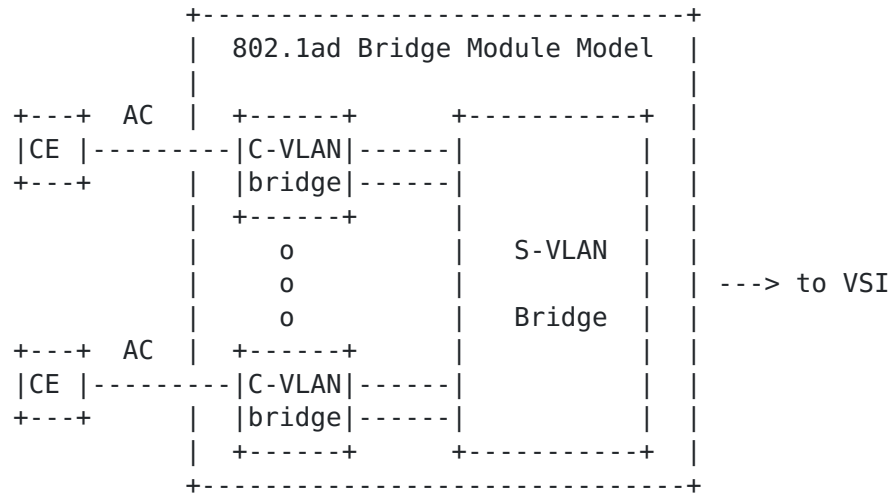 802.1ad Bridge Module Model
AC
CE C-VLAN
bridge
o S-VLAN
o ---> to VSI
o Bridge
AC
CE C-VLAN
bridge